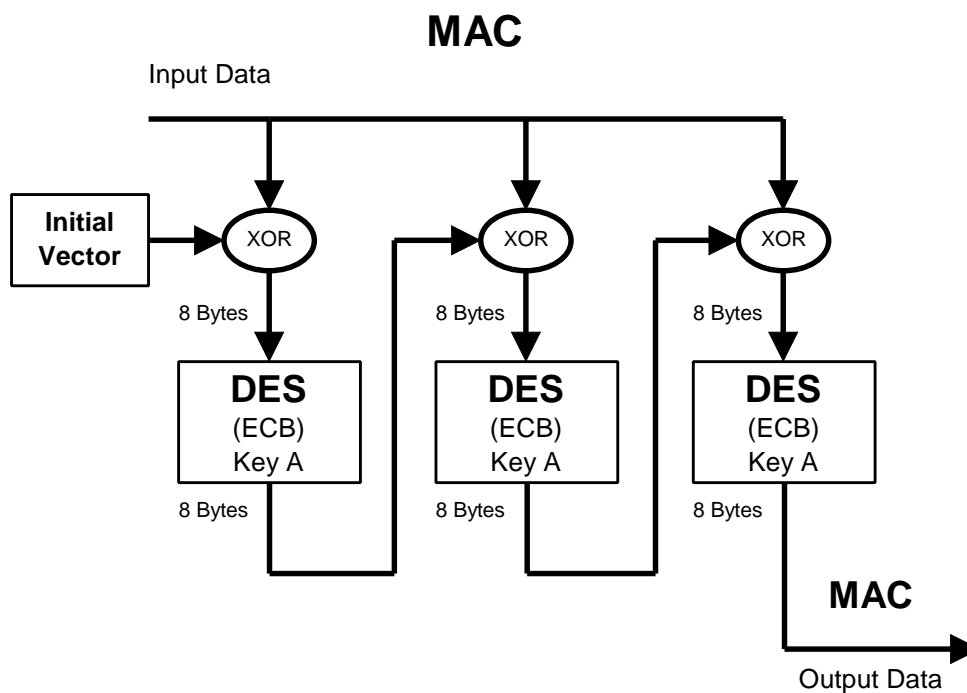 MAC
Input Data
Initial
Vector
XOR
XOR
XOR
8 Bytes
8 Bytes
8 Bytes
DES
(ECB)
Key A
DES
(ECB)
Key A
DES
(ECB)
Key A
8 Bytes
8 Bytes
8 Bytes
MAC
Output Data